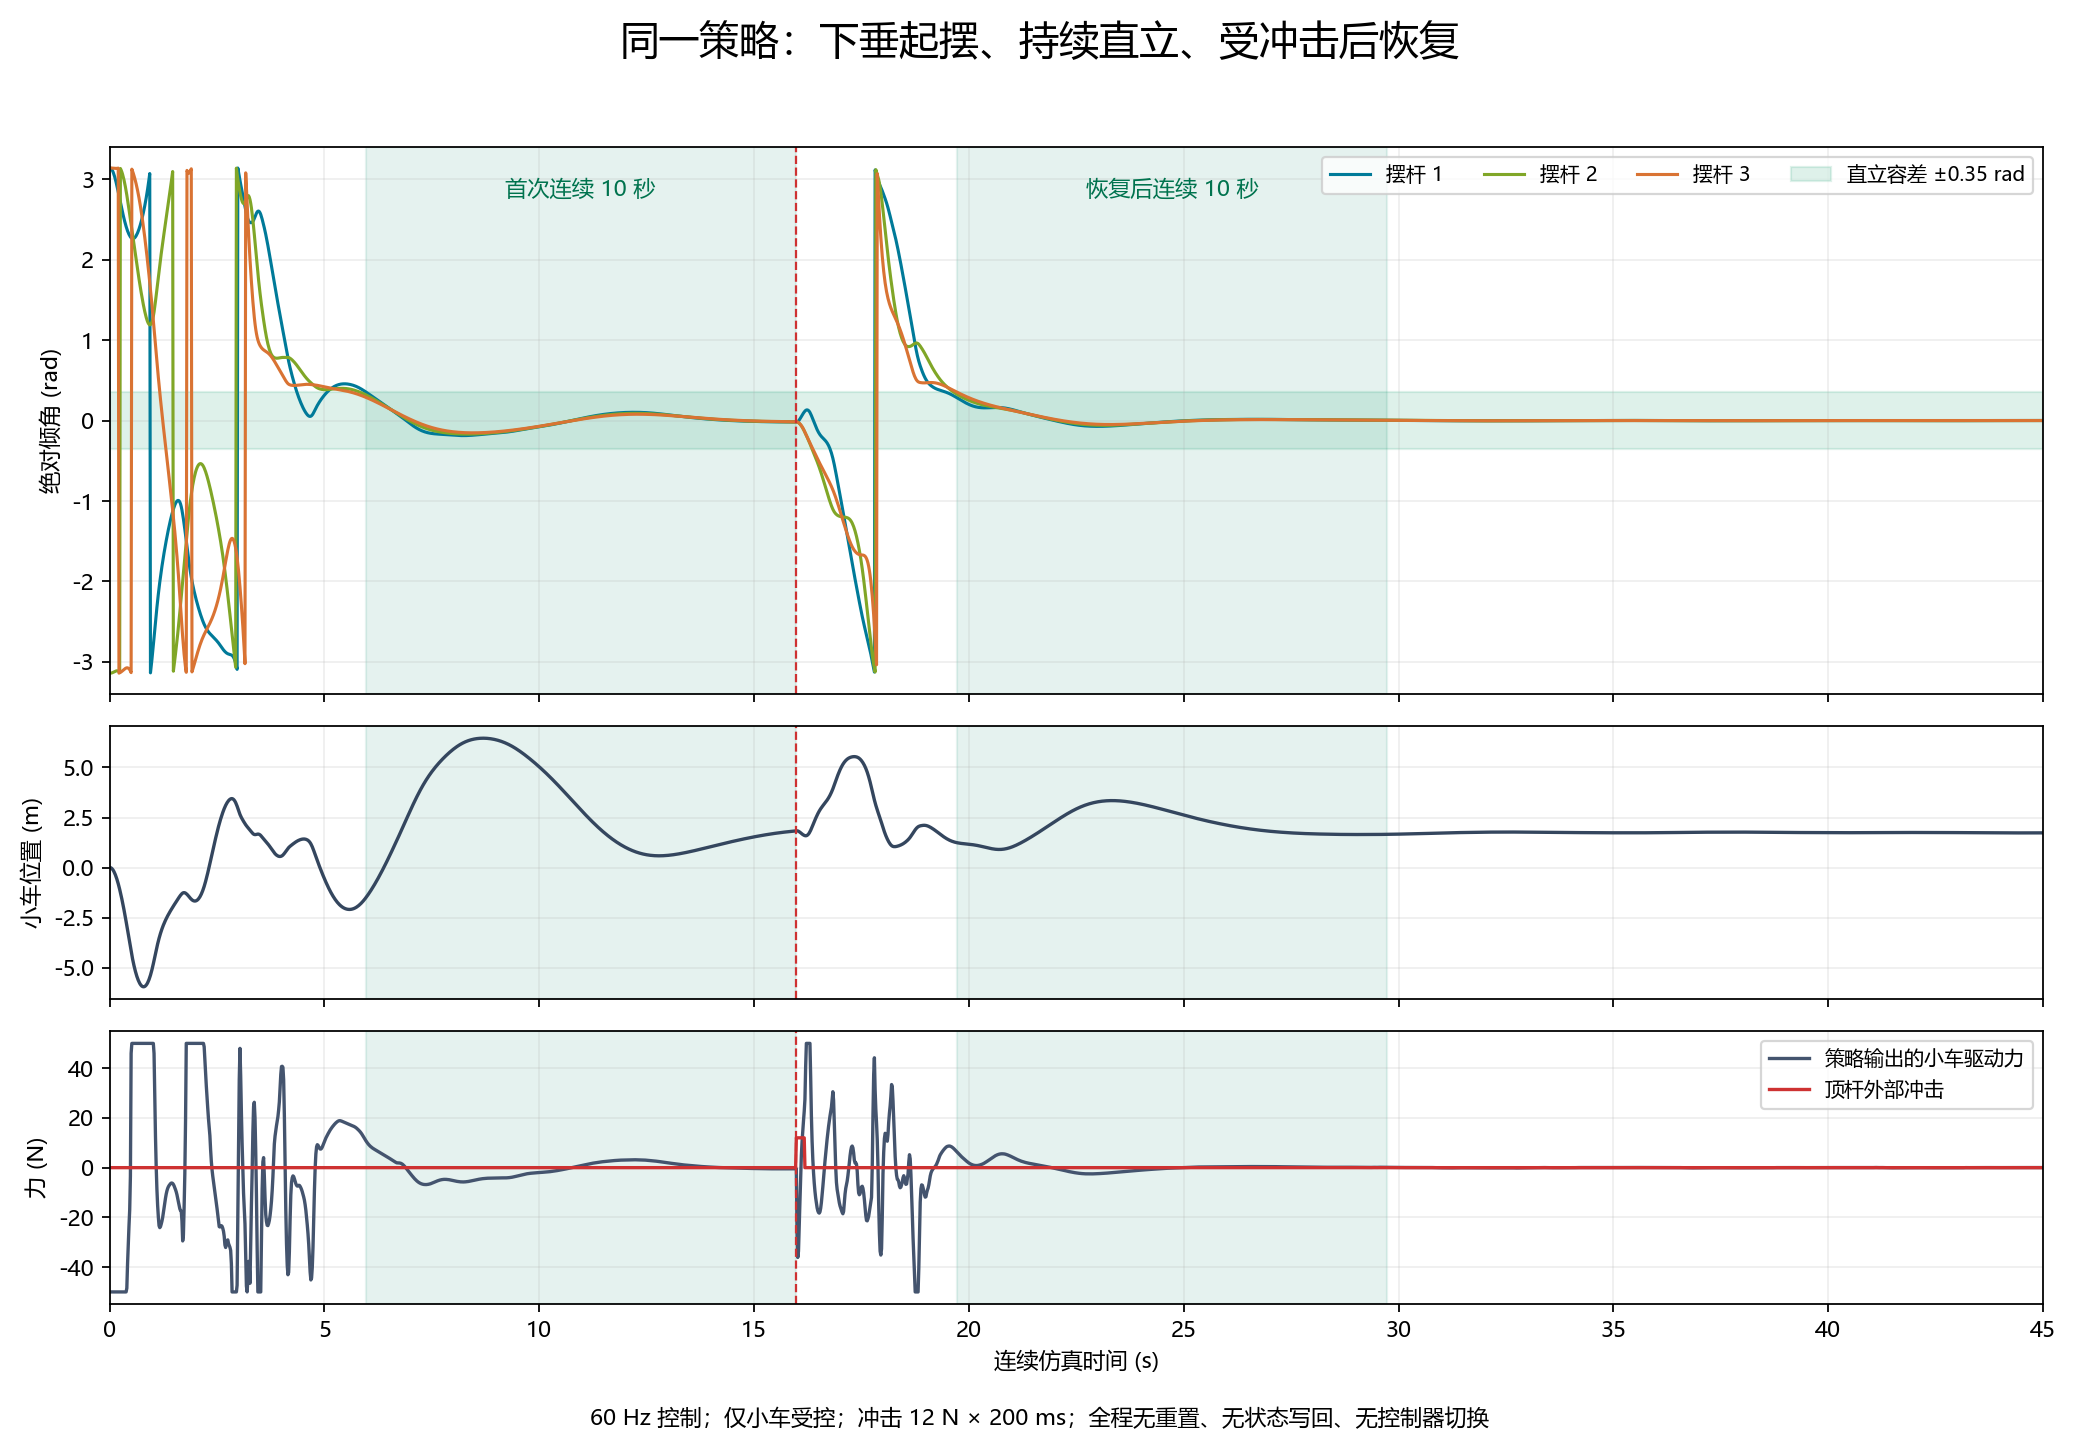 同一策略：下垂起摆、持续直立、受冲击后恢复
首次连续 10 秒
恢复后连续 10 秒
摆杆 1
摆杆 2
摆杆 3
直立容差 ±0.35 rad
绝对倾角 (rad)
3
2
1
0
-1
-2
-3
小车位置 (m)
5.0
2.5
0.0
-2.5
-5.0
力 (N)
40
20
0
-20
-40
策略输出的小车驱动力
顶杆外部冲击
0
5
10
15
20
25
30
35
40
45
连续仿真时间 (s)
60 Hz 控制；仅小车受控；冲击 12 N × 200 ms；全程无重置、无状态写回、无控制器切换